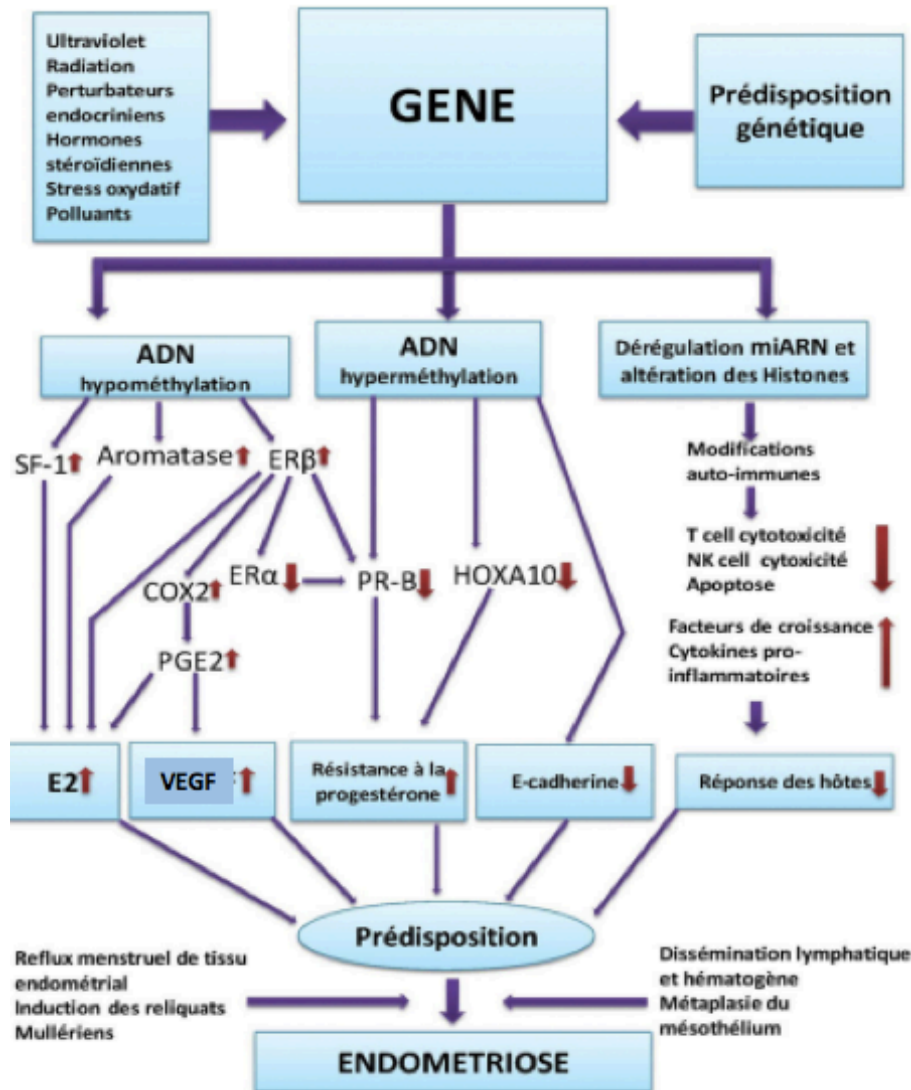 Ultraviolet
Radiation
Perturbateurs
endocriniens
Hormones
stéroïdiennes
Stress oxydatif
Polluants
GENE
Prédisposition
génétique
ADN
hypométhylation
ADN
hyperméthylation
Dérégulation miARN et
altération des Histones
SF-1
Aromatase
ERβ
Modifications
auto-immunes
T cell cytotoxicité
NK cell cytoxicité
Apoptose
COX2
ERα
PR-B
HOXA10
Facteurs de croissance
Cytokines pro-
inflammatoires
PGE2
E2
VEGF
Résistance à la
progestérone
E-cadherine
Réponse des hôtes
Prédisposition
Reflux menstruel de tissu
endométrial
Induction des reliquats
Mullériens
Dissémination lymphatique
et hématogène
Métaplasie du
mésothélium
ENDOMETRIOSE